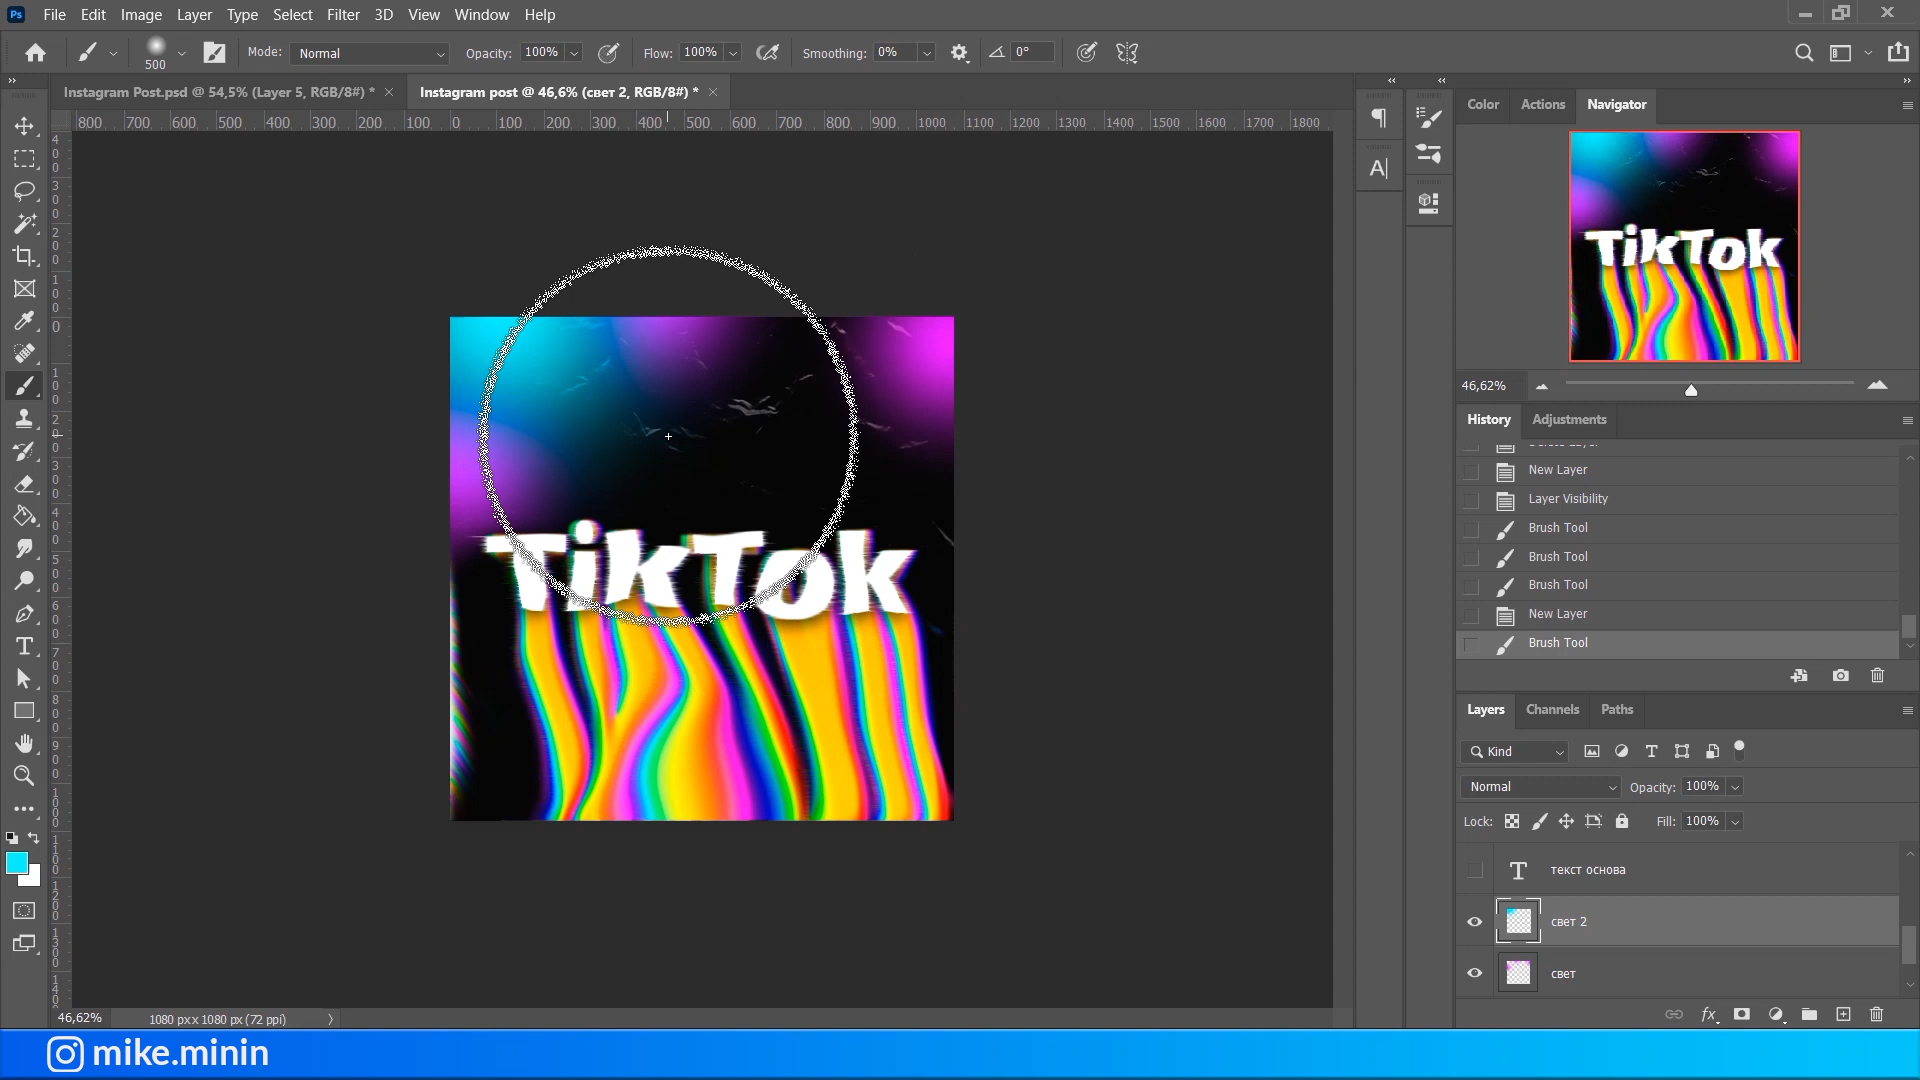 Ps File Edit Image Layer Type Select Filter 3D View Window Help
500 Mode: Normal Opacity: 100% Flow: 100% Smoothing: 0% 0°
Instagram Post.psd @ 54,5% (Layer 5, RGB/8#) * Instagram post @ 46,6% (свет 2, RGB/8#) *
800 700 600 500 400 300 200 100 0 100 200 300 400 500 600 700 800 900 1000 1100 1200 1300 1400 1500 1600 1700 1800
Color Actions Navigator
TikTok
46,62%
History Adjustments
New Layer
Layer Visibility
Brush Tool
Brush Tool
Brush Tool
New Layer
Brush Tool
TikTok
Layers Channels Paths
Kind
Normal Opacity: 100%
Lock: Fill: 100%
текст основа
свет 2
свет
46,62% 1080 px x 1080 px (72 ppi)
mike.minin